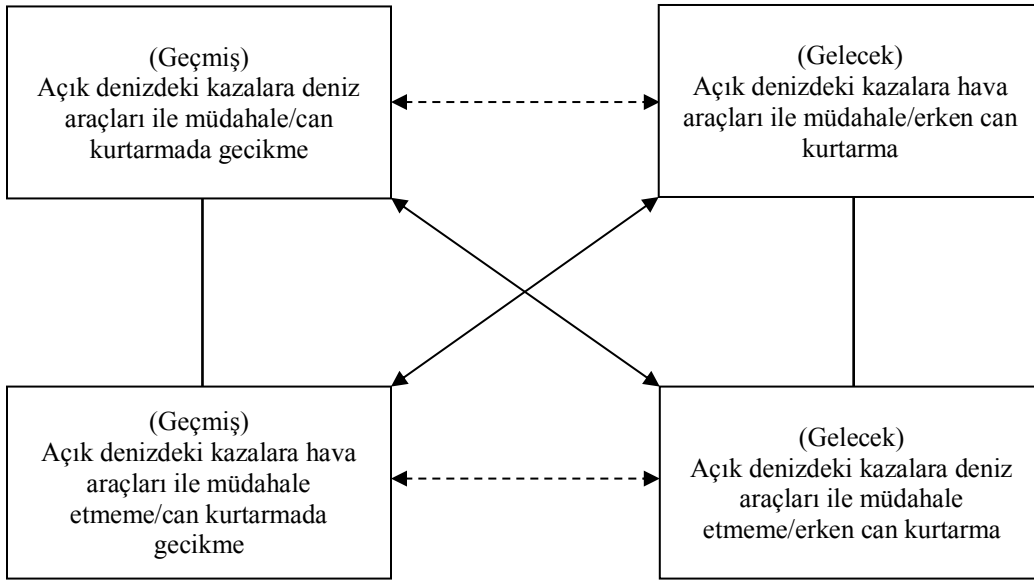 (Geçmiş)
Açık denizdeki kazalara deniz
araçları ile müdahale/can
kurtarmada gecikme
(Gelecek)
Açık denizdeki kazalara hava
araçları ile müdahale/erken can
kurtarma
(Geçmiş)
Açık denizdeki kazalara hava
araçları ile müdahale
etmeme/can kurtarmada
gecikme
(Gelecek)
Açık denizdeki kazalara deniz
araçları ile müdahale
etmeme/erken can kurtarma